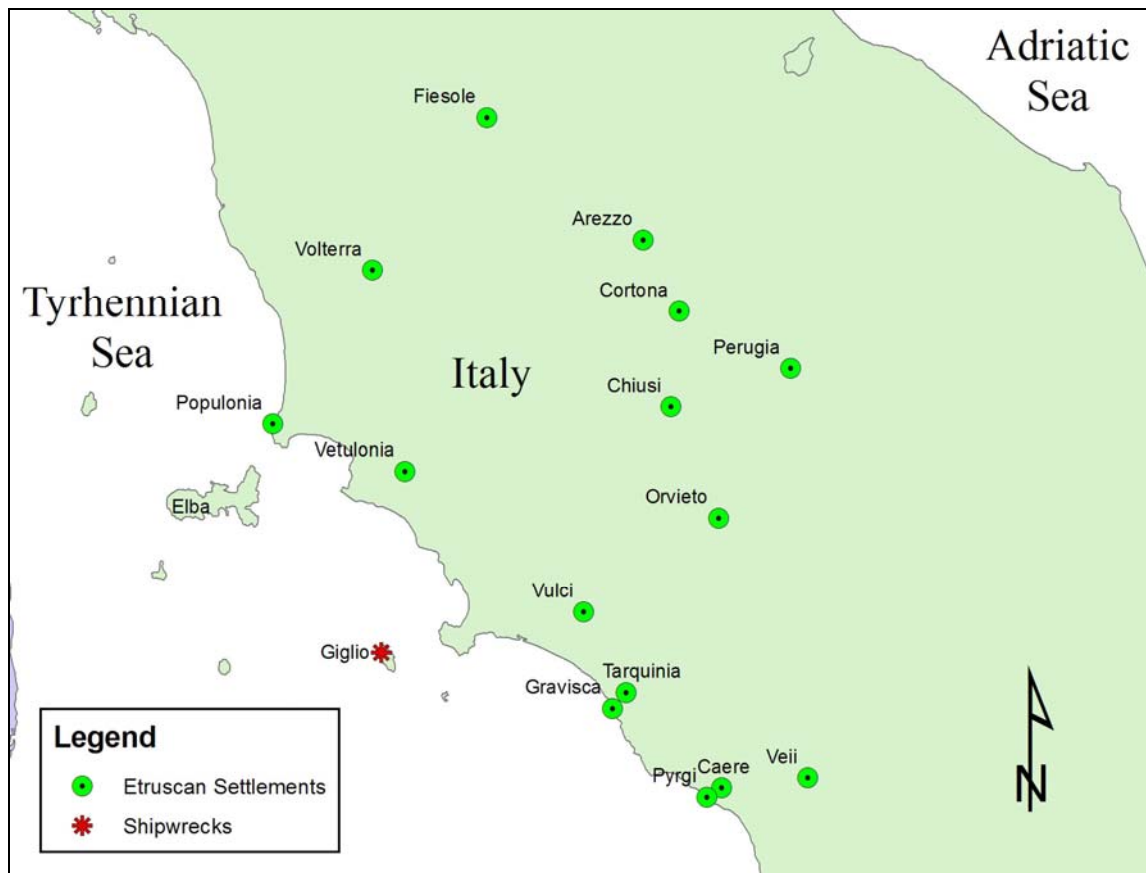 Adriatic
Sea
Fiesole
Arezzo
Volterra
Cortona
Tyrhennian
Sea
Italy
Perugia
Chiusi
Populonia
Vetulonia
Elba
Orvieto
Vulci
Giglio
Tarquinia
Gravisca
Veii
Caere
Pyrgi
N
Legend
Etruscan Settlements
Shipwrecks